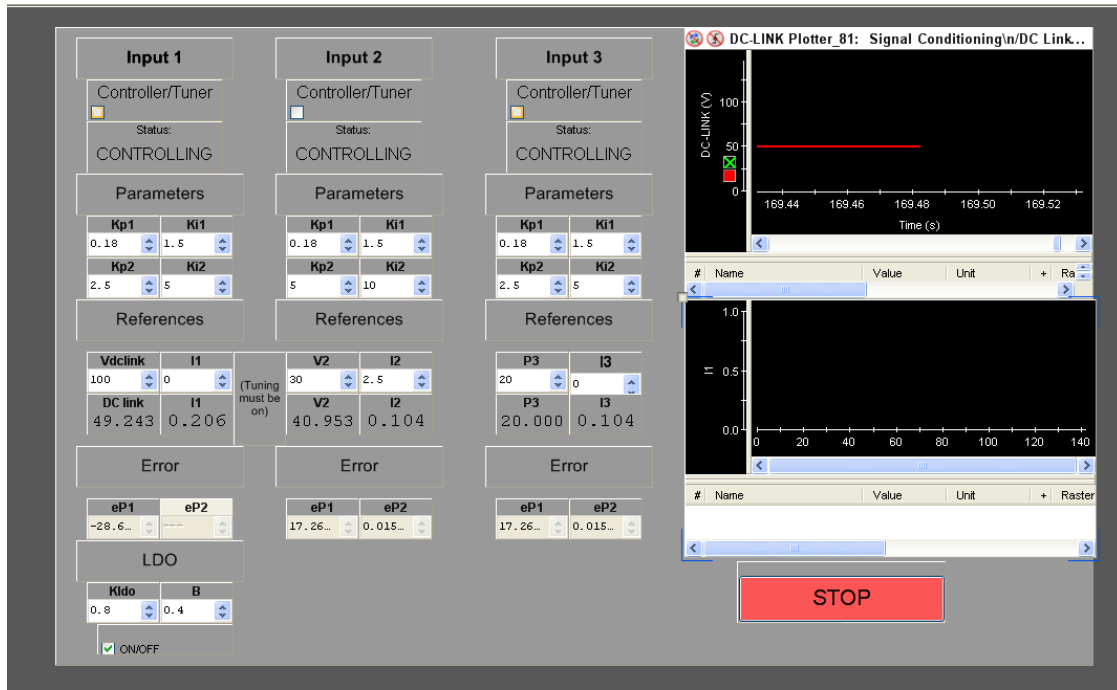 Input 1
Input 2
Input 3
Controller/Tuner
Controller/Tuner
Controller/Tuner
Status:
Status:
Status:
CONTROLLING
CONTROLLING
CONTROLLING
Parameters
Parameters
Parameters
Kp1 Ki1
Kp1 Ki1
Kp1 Ki1
0.18 1.5
0.18 1.5
0.18 1.5
Kp2 Ki2
Kp2 Ki2
Kp2 Ki2
2.5 5
5 10
2.5 5
References
References
References
Vdclink I1
V2 I2
P3 I3
100 0
(Tuning must be on)
30 2.5
20 0
DC link I1
V2 I2
P3 I3
49.243 0.206
40.953 0.104
20.000 0.104
Error
Error
Error
eP1 eP2
eP1 eP2
eP1 eP2
-28.6… ---
17.26… 0.015…
17.26… 0.015…
LDO
Kldo B
0.8 0.4
ON/OFF
DC-LINK Plotter_81: Signal Conditioning\n/DC Link...
DC-LINK (V)
100
50
0
169.44 169.46 169.48 169.50 169.52
Time (s)
# Name Value Unit + Ra
I1
1.0
0.5
0.0
0 20 40 60 80 100 120 140
# Name Value Unit + Raster
STOP